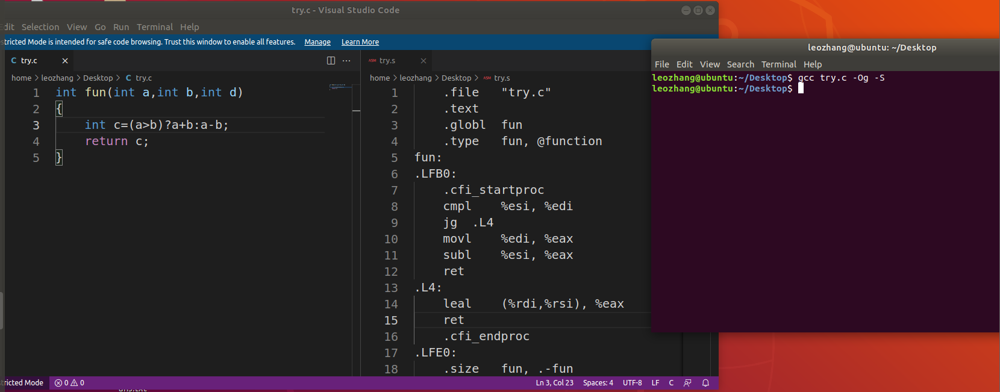 try.c - Visual Studio Code
dit Selection View Go Run Terminal Help
tricted Mode is intended for safe code browsing. Trust this window to enable all features. Manage Learn More
C try.c
home > leozhang > Desktop > C try.c
1 int fun(int a,int b,int d)
2 {
3 int c=(a>b)?a+b:a-b;
4 return c;
5 }
ASM try.s
home > leozhang > Desktop > ASM try.s
1 .file "try.c"
2 .text
3 .globl fun
4 .type fun, @function
5 fun:
6 .LFB0:
7 .cfi_startproc
8 cmpl %esi, %edi
9 jg .L4
10 movl %edi, %eax
11 subl %esi, %eax
12 ret
13 .L4:
14 leal (%rdi,%rsi), %eax
15 ret
16 .cfi_endproc
17 .LFE0:
18 .size fun, .-fun
tricted Mode 0 0 Ln 3, Col 23 Spaces: 4 UTF-8 LF C
leozhang@ubuntu: ~/Desktop
File Edit View Search Terminal Help
leozhang@ubuntu:~/Desktop$ gcc try.c -Og -S
leozhang@ubuntu:~/Desktop$